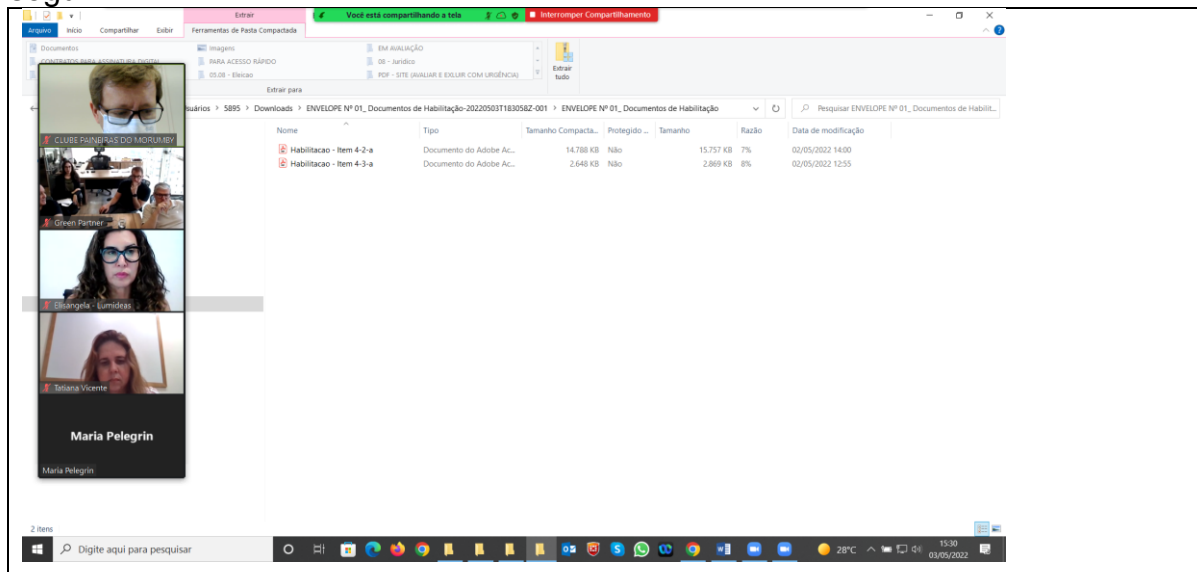 Extrair
Você está compartilhando a tela
Interromper Compartilhamento
Arquivo Início Compartilhar Exibir Ferramentas de Pasta Compactada
Documentos Imagens EM AVALIAÇÃO
CONTRATOS PARA ASSINATURA DIGITAL PARA ACESSO RÁPIDO 08 - Juridico
03.08 - Eleicao PDF - SITE (AVALIAR E EXLUIR COM URGÊNCIA)
Extrair tudo
Extrair para
suários > 5895 > Downloads > ENVELOPE Nº 01_ Documentos de Habilitação-20220503T183058Z-001 > ENVELOPE Nº 01_ Documentos de Habilitação
Pesquisar ENVELOPE Nº 01_ Documentos de Habilit...
Nome Tipo Tamanho Compacta... Protegido ... Tamanho Razão Data de modificação
Habilitacao - Item 4-2-a Documento do Adobe Ac... 14.788 KB Não 15.757 KB 7% 02/05/2022 14:00
Habilitacao - Item 4-3-a Documento do Adobe Ac... 2.648 KB Não 2.869 KB 8% 02/05/2022 12:55
CLUBE PAINEIRAS DO MORUMBY
Green Partner
Elisangela - Lumideas
Tatiana Vicente
Maria Pelegrin
Maria Pelegrin
2 itens
Digite aqui para pesquisar
28°C
15:30
03/05/2022